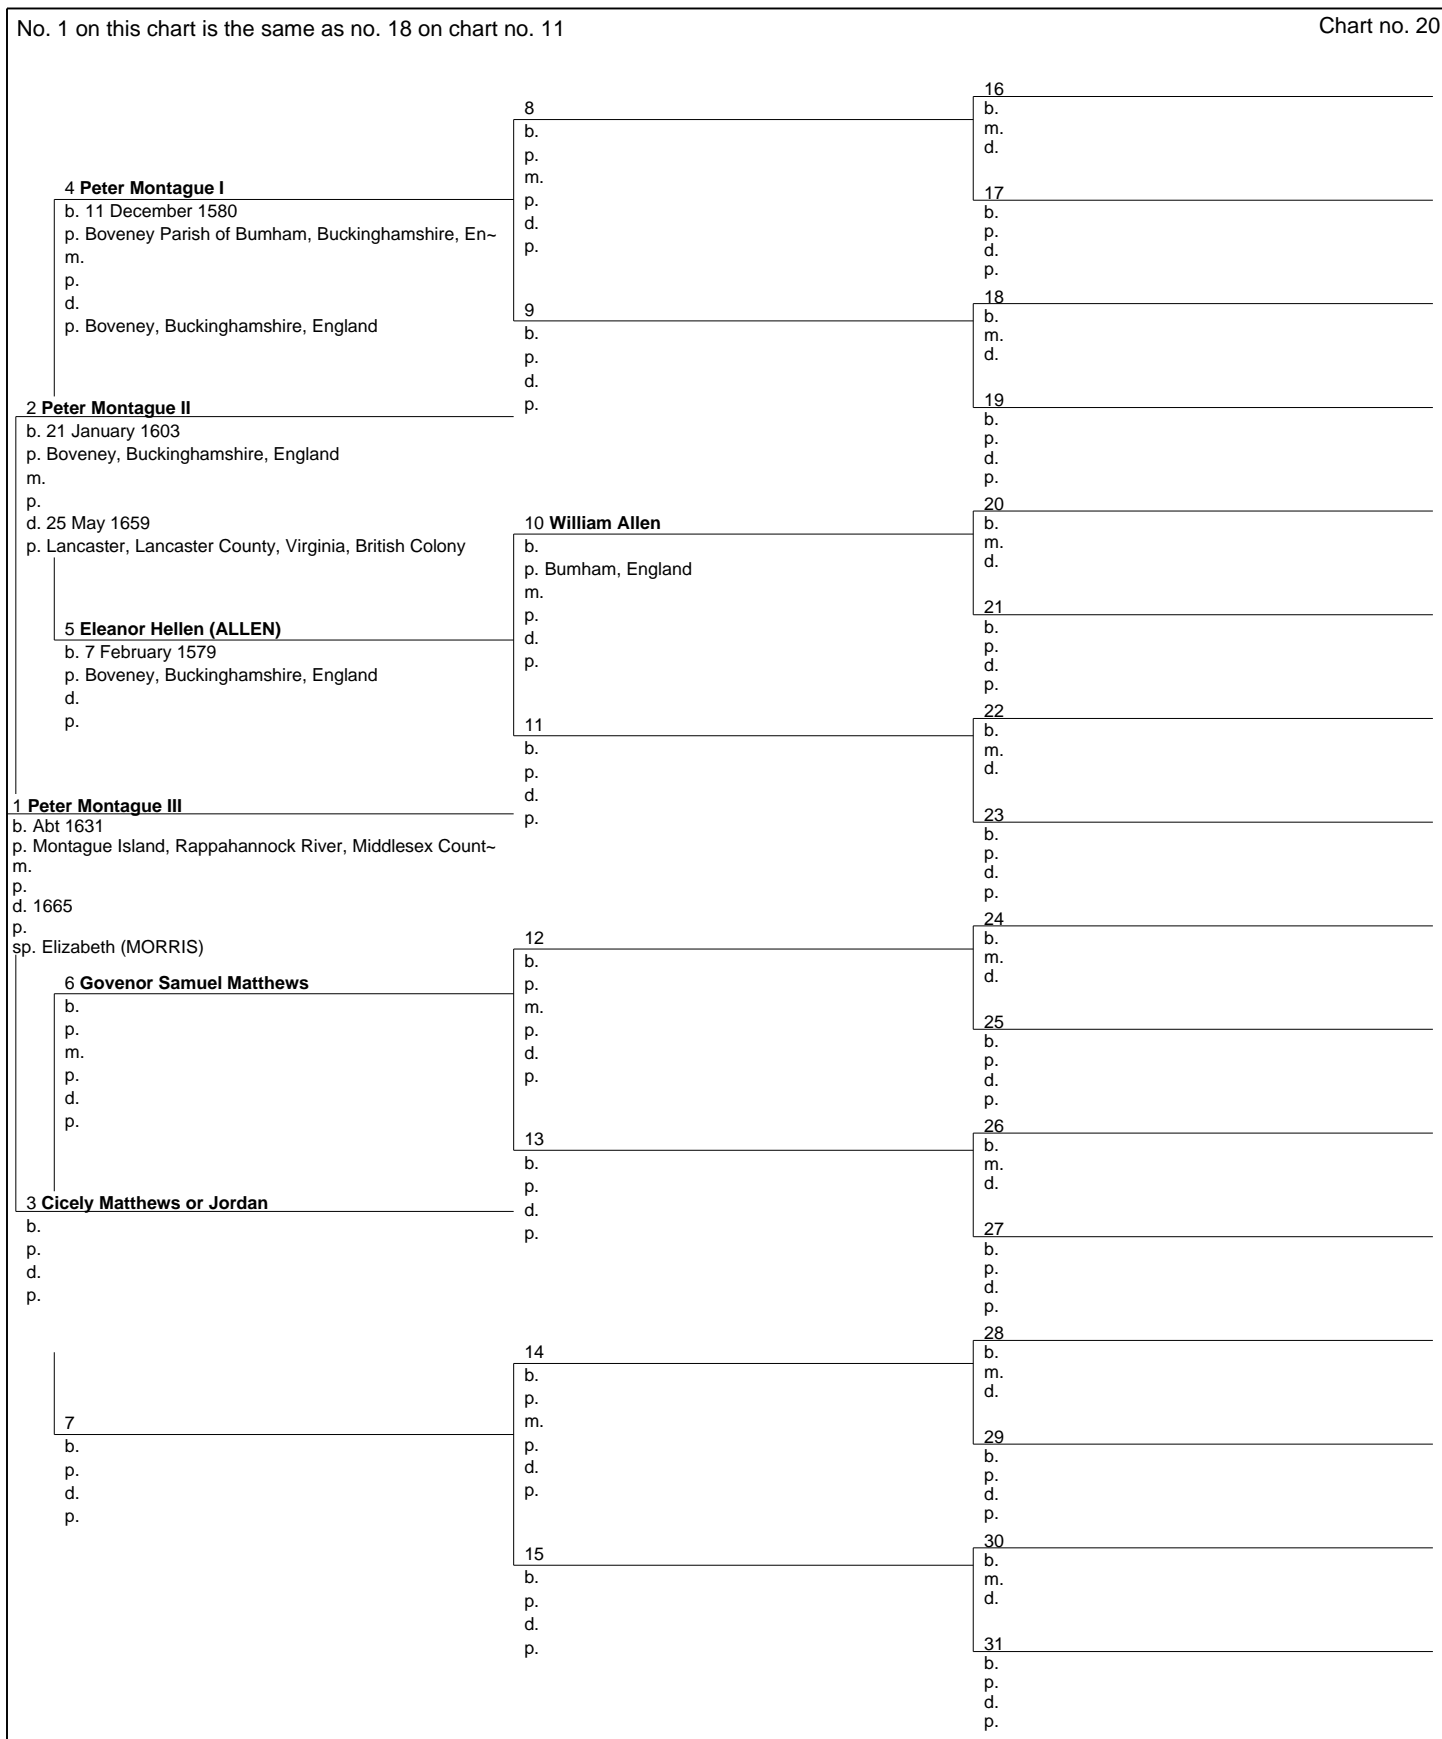 No. 1 on this chart is the same as no. 18 on chart no. 11
Chart no. 20
4 Peter Montague I
b. 11 December 1580
p. Boveney Parish of Bumham, Buckinghamshire, En~
m.
p.
d.
p. Boveney, Buckinghamshire, England
2 Peter Montague II
b. 21 January 1603
p. Boveney, Buckinghamshire, England
m.
p.
d. 25 May 1659
p. Lancaster, Lancaster County, Virginia, British Colony
5 Eleanor Hellen (ALLEN)
b. 7 February 1579
p. Boveney, Buckinghamshire, England
d.
p.
1 Peter Montague III
b. Abt 1631
p. Montague Island, Rappahannock River, Middlesex Count~
m.
p.
d. 1665
p.
sp. Elizabeth (MORRIS)
6 Govenor Samuel Matthews
b.
p.
m.
p.
d.
p.
3 Cicely Matthews or Jordan
b.
p.
d.
p.
7
b.
p.
d.
p.
8
b.
p.
m.
p.
d.
p.
9
b.
p.
d.
p.
10 William Allen
b.
p. Bumham, England
m.
p.
d.
p.
11
b.
p.
d.
p.
12
b.
p.
m.
p.
d.
p.
13
b.
p.
d.
p.
14
b.
p.
m.
p.
d.
p.
15
b.
p.
d.
p.
16
b.
m.
d.
17
b.
p.
d.
p.
18
b.
m.
d.
19
b.
p.
d.
p.
20
b.
m.
d.
21
b.
p.
d.
p.
22
b.
m.
d.
23
b.
p.
d.
p.
24
b.
m.
d.
25
b.
p.
d.
p.
26
b.
m.
d.
27
b.
p.
d.
p.
28
b.
m.
d.
29
b.
p.
d.
p.
30
b.
m.
d.
31
b.
p.
d.
p.